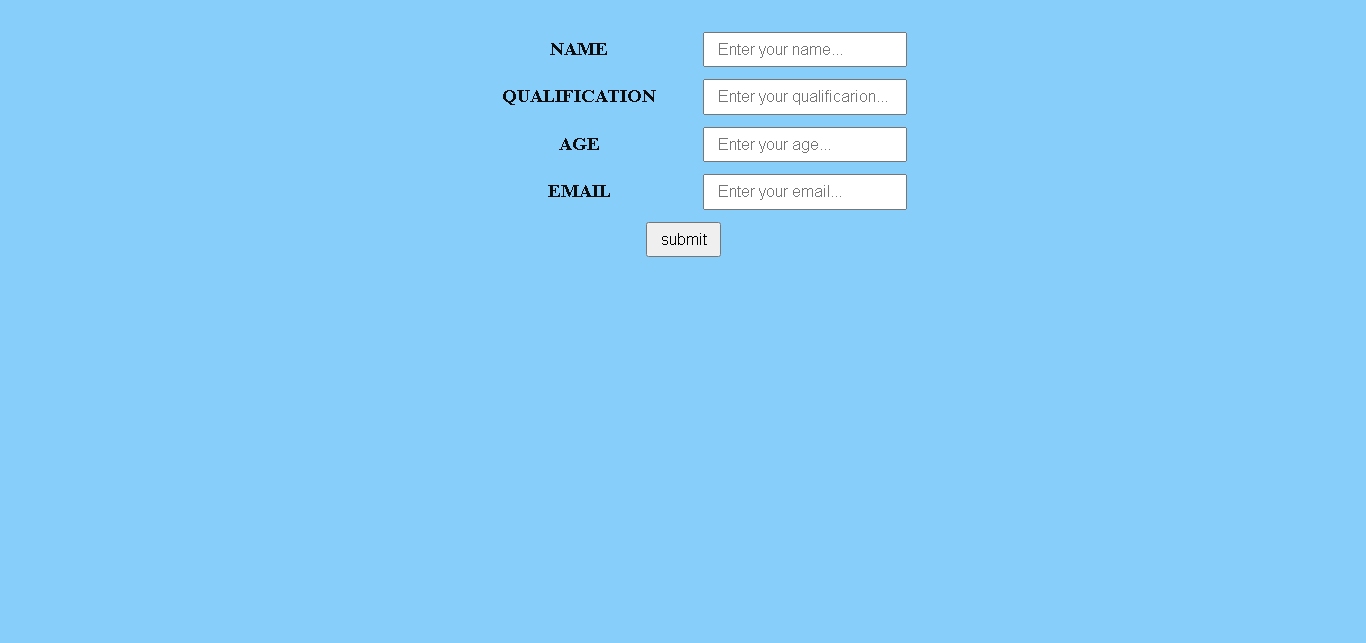 NAME Enter your name...
QUALIFICATION Enter your qualificarion...
AGE Enter your age...
EMAIL Enter your email...
submit